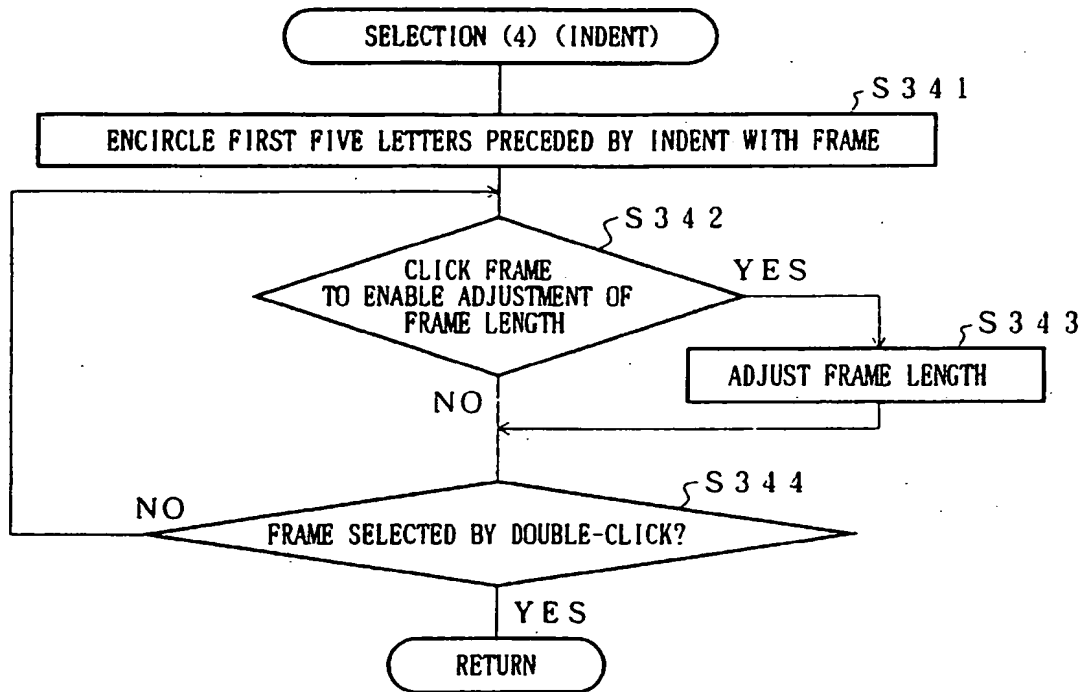 SELECTION (4) (INDENT)
S341
ENCIRCLE FIRST FIVE LETTERS PRECEDED BY INDENT WITH FRAME
S342
CLICK FRAME
TO ENABLE ADJUSTMENT OF
FRAME LENGTH
YES
S343
ADJUST FRAME LENGTH
NO
S344
NO
FRAME SELECTED BY DOUBLE-CLICK?
YES
RETURN